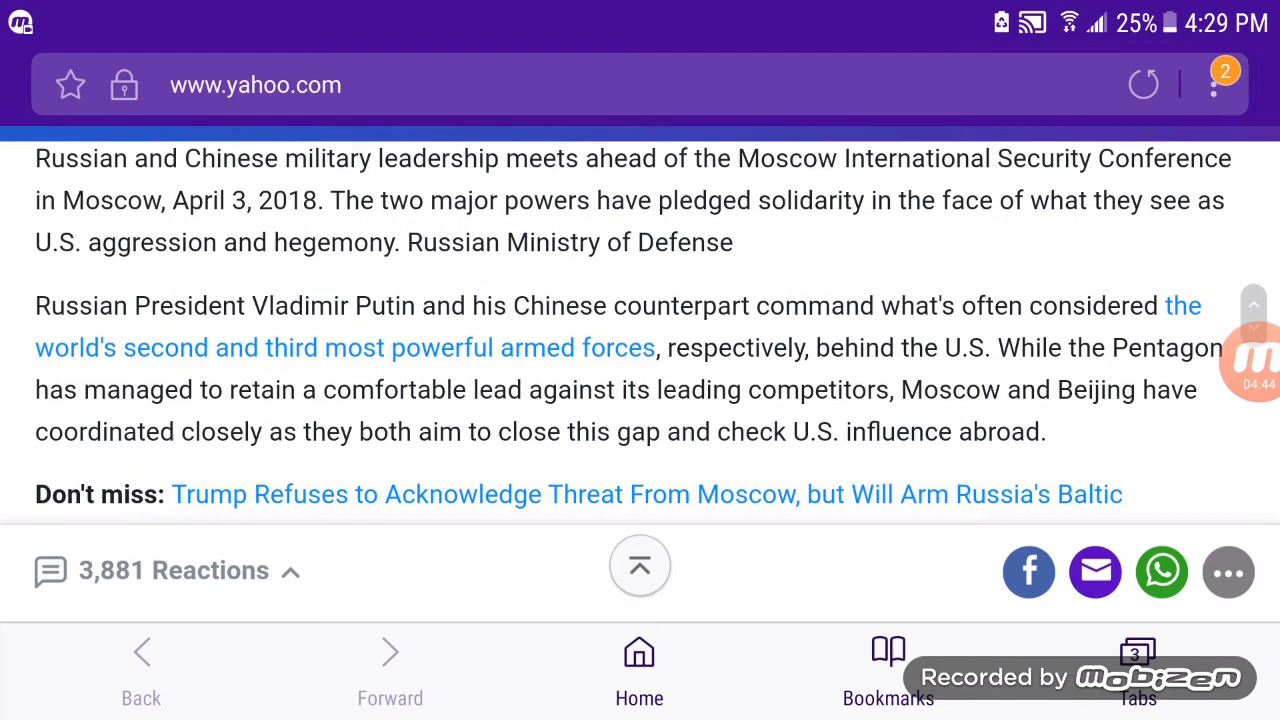 25% 4:29 PM
www.yahoo.com
2
Russian and Chinese military leadership meets ahead of the Moscow International Security Conference
in Moscow, April 3, 2018. The two major powers have pledged solidarity in the face of what they see as
U.S. aggression and hegemony. Russian Ministry of Defense
Russian President Vladimir Putin and his Chinese counterpart command what's often considered the
world's second and third most powerful armed forces, respectively, behind the U.S. While the Pentagon
has managed to retain a comfortable lead against its leading competitors, Moscow and Beijing have
04:44
coordinated closely as they both aim to close this gap and check U.S. influence abroad.
Don't miss: Trump Refuses to Acknowledge Threat From Moscow, but Will Arm Russia's Baltic
3,881 Reactions
3
Recorded by mobizen
Back Forward Home Bookmarks Tabs